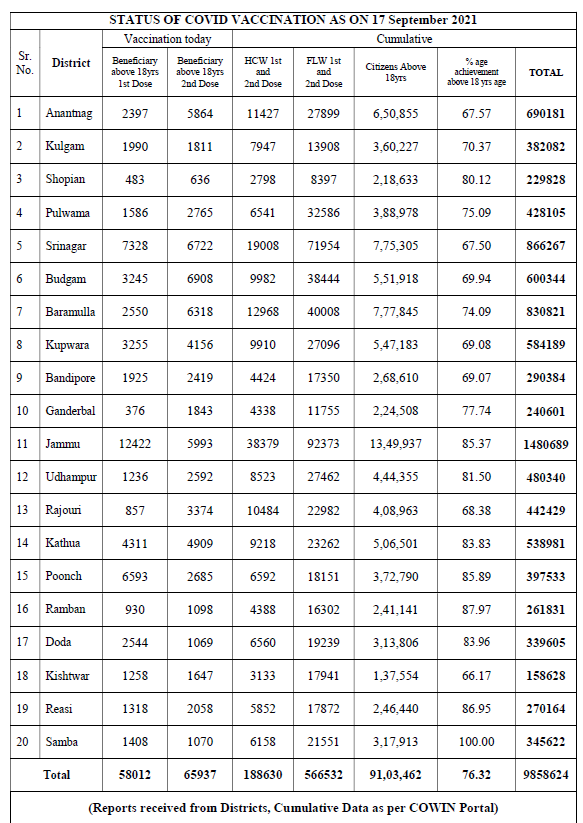 STATUS OF COVID VACCINATION AS ON 17 September 2021
Sr. No. District Vaccination today Cumulative
Beneficiary above 18yrs 1st Dose Beneficiary above 18yrs 2nd Dose HCW 1st and 2nd Dose FLW 1st and 2nd Dose Citizens Above 18yrs % age achievement above 18 yrs age TOTAL
1 Anantnag 2397 5864 11427 27899 6,50,855 67.57 690181
2 Kulgam 1990 1811 7947 13908 3,60,227 70.37 382082
3 Shopian 483 636 2798 8397 2,18,633 80.12 229828
4 Pulwama 1586 2765 6541 32586 3,88,978 75.09 428105
5 Srinagar 7328 6722 19008 71954 7,75,305 67.50 866267
6 Budgam 3245 6908 9982 38444 5,51,918 69.94 600344
7 Baramulla 2550 6318 12968 40008 7,77,845 74.09 830821
8 Kupwara 3255 4156 9910 27096 5,47,183 69.08 584189
9 Bandipore 1925 2419 4424 17350 2,68,610 69.07 290384
10 Ganderbal 376 1843 4338 11755 2,24,508 77.74 240601
11 Jammu 12422 5993 38379 92373 13,49,937 85.37 1480689
12 Udhampur 1236 2592 8523 27462 4,44,355 81.50 480340
13 Rajouri 857 3374 10484 22982 4,08,963 68.38 442429
14 Kathua 4311 4909 9218 23262 5,06,501 83.83 538981
15 Poonch 6593 2685 6592 18151 3,72,790 85.89 397533
16 Ramban 930 1098 4388 16302 2,41,141 87.97 261831
17 Doda 2544 1069 6560 19239 3,13,806 83.96 339605
18 Kishtwar 1258 1647 3133 17941 1,37,554 66.17 158628
19 Reasi 1318 2058 5852 17872 2,46,440 86.95 270164
20 Samba 1408 1070 6158 21551 3,17,913 100.00 345622
Total 58012 65937 188630 566532 91,03,462 76.32 9858624
(Reports received from Districts, Cumulative Data as per COWIN Portal)